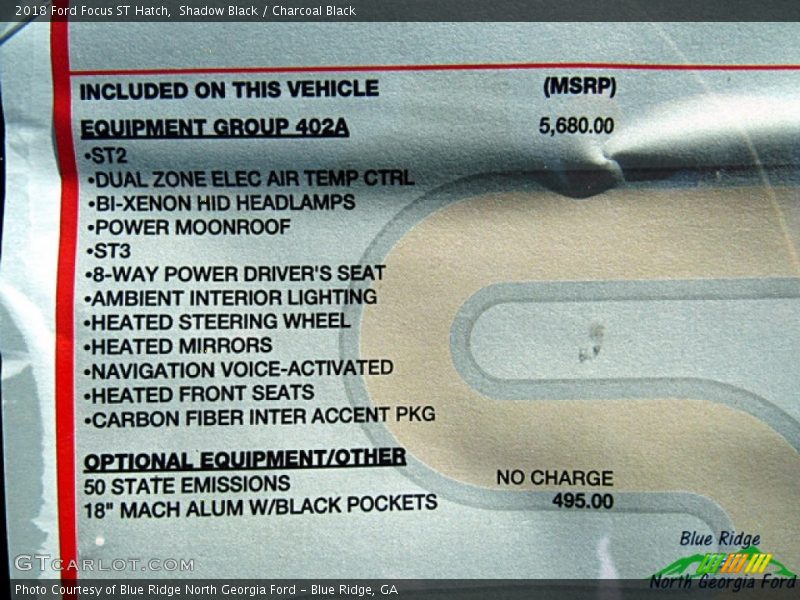 2018 Ford Focus ST Hatch, Shadow Black / Charcoal Black
INCLUDED ON THIS VEHICLE (MSRP)
EQUIPMENT GROUP 402A 5,680.00
•ST2
•DUAL ZONE ELEC AIR TEMP CTRL
•BI-XENON HID HEADLAMPS
•POWER MOONROOF
•ST3
•8-WAY POWER DRIVER'S SEAT
•AMBIENT INTERIOR LIGHTING
•HEATED STEERING WHEEL
•HEATED MIRRORS
•NAVIGATION VOICE-ACTIVATED
•HEATED FRONT SEATS
•CARBON FIBER INTER ACCENT PKG
OPTIONAL EQUIPMENT/OTHER
50 STATE EMISSIONS NO CHARGE
18" MACH ALUM W/BLACK POCKETS 495.00
Blue Ridge
North Georgia Ford
GTcarlot.com
Photo Courtesy of Blue Ridge North Georgia Ford – Blue Ridge, GA